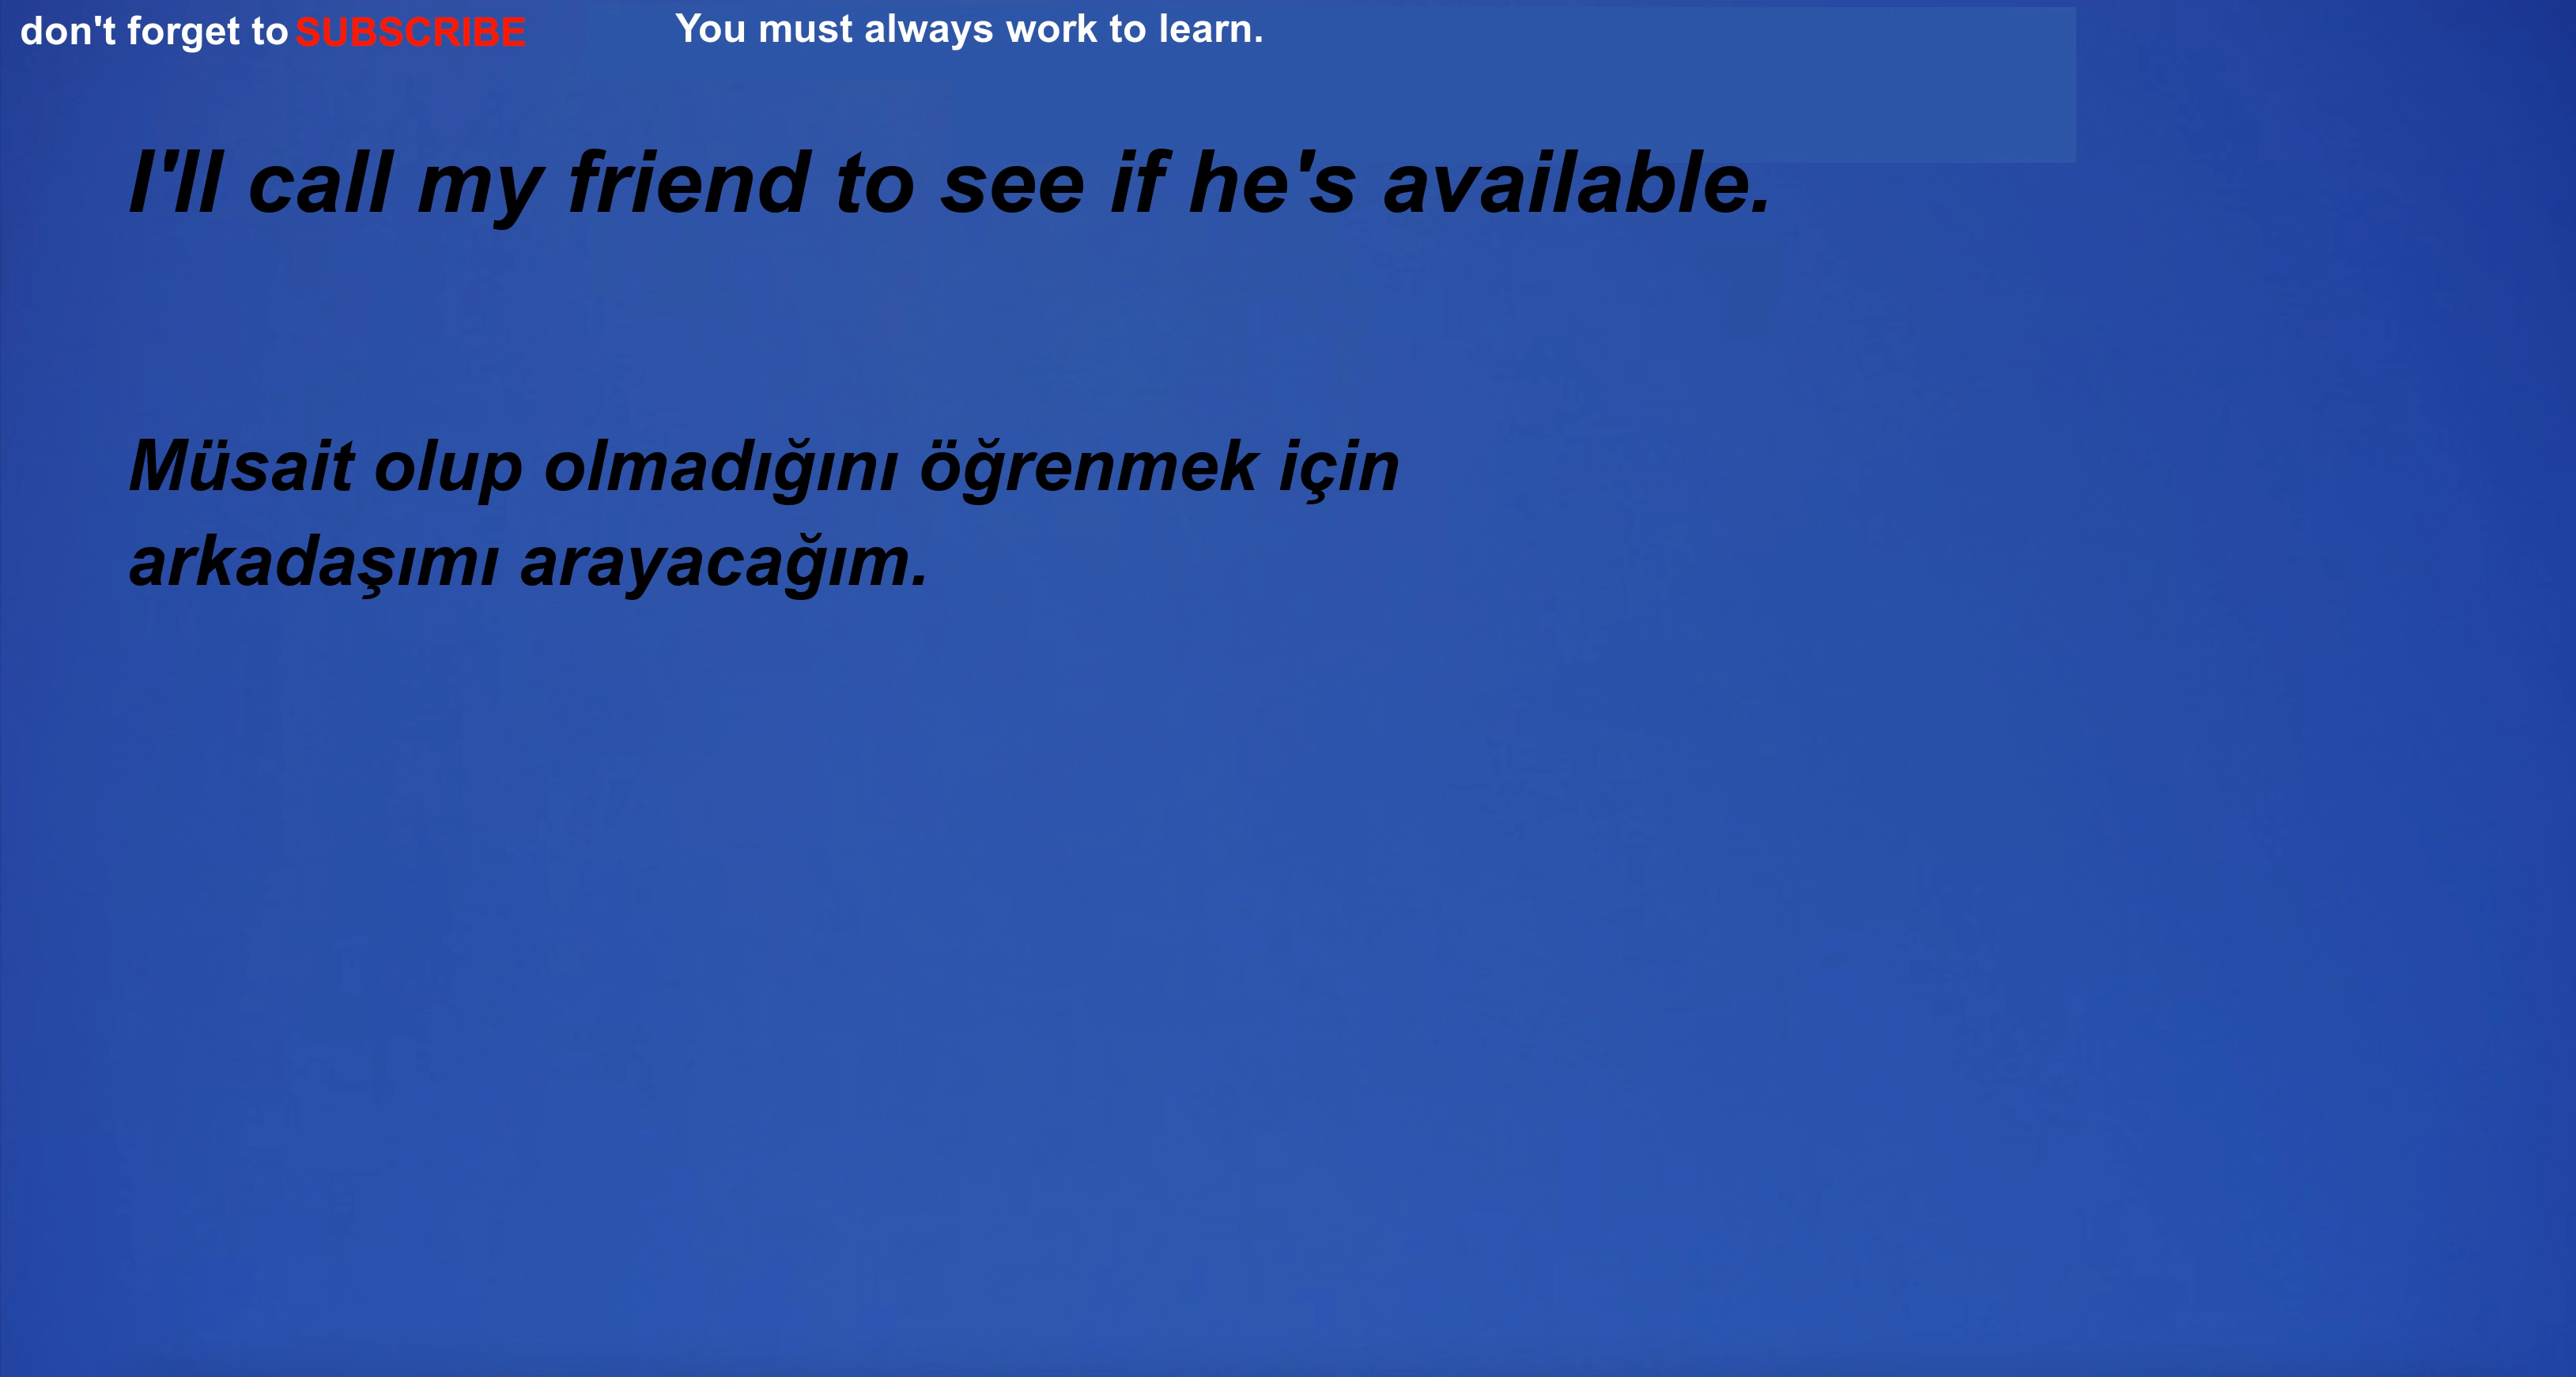 don't forget to SUBSCRIBE
You must always work to learn.
I'll call my friend to see if he's available.
Müsait olup olmadığını öğrenmek için
arkadaşımı arayacağım.